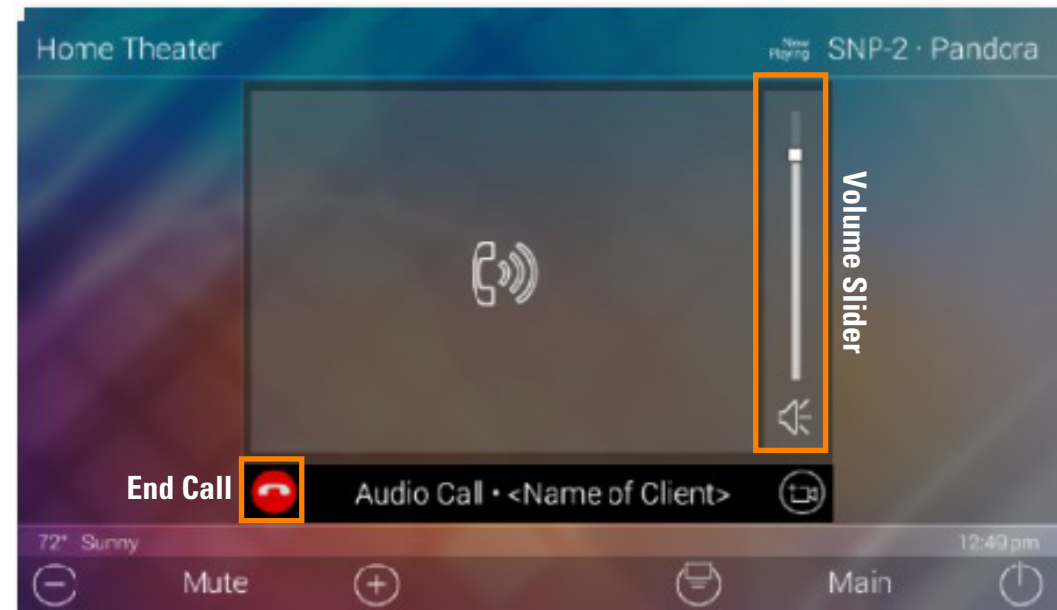 Home Theater
Now Playing SNP-2 · Pandora
Volume Slider
End Call
Audio Call • <Name of Client>
72° Sunny
12:49 pm
Mute
Main